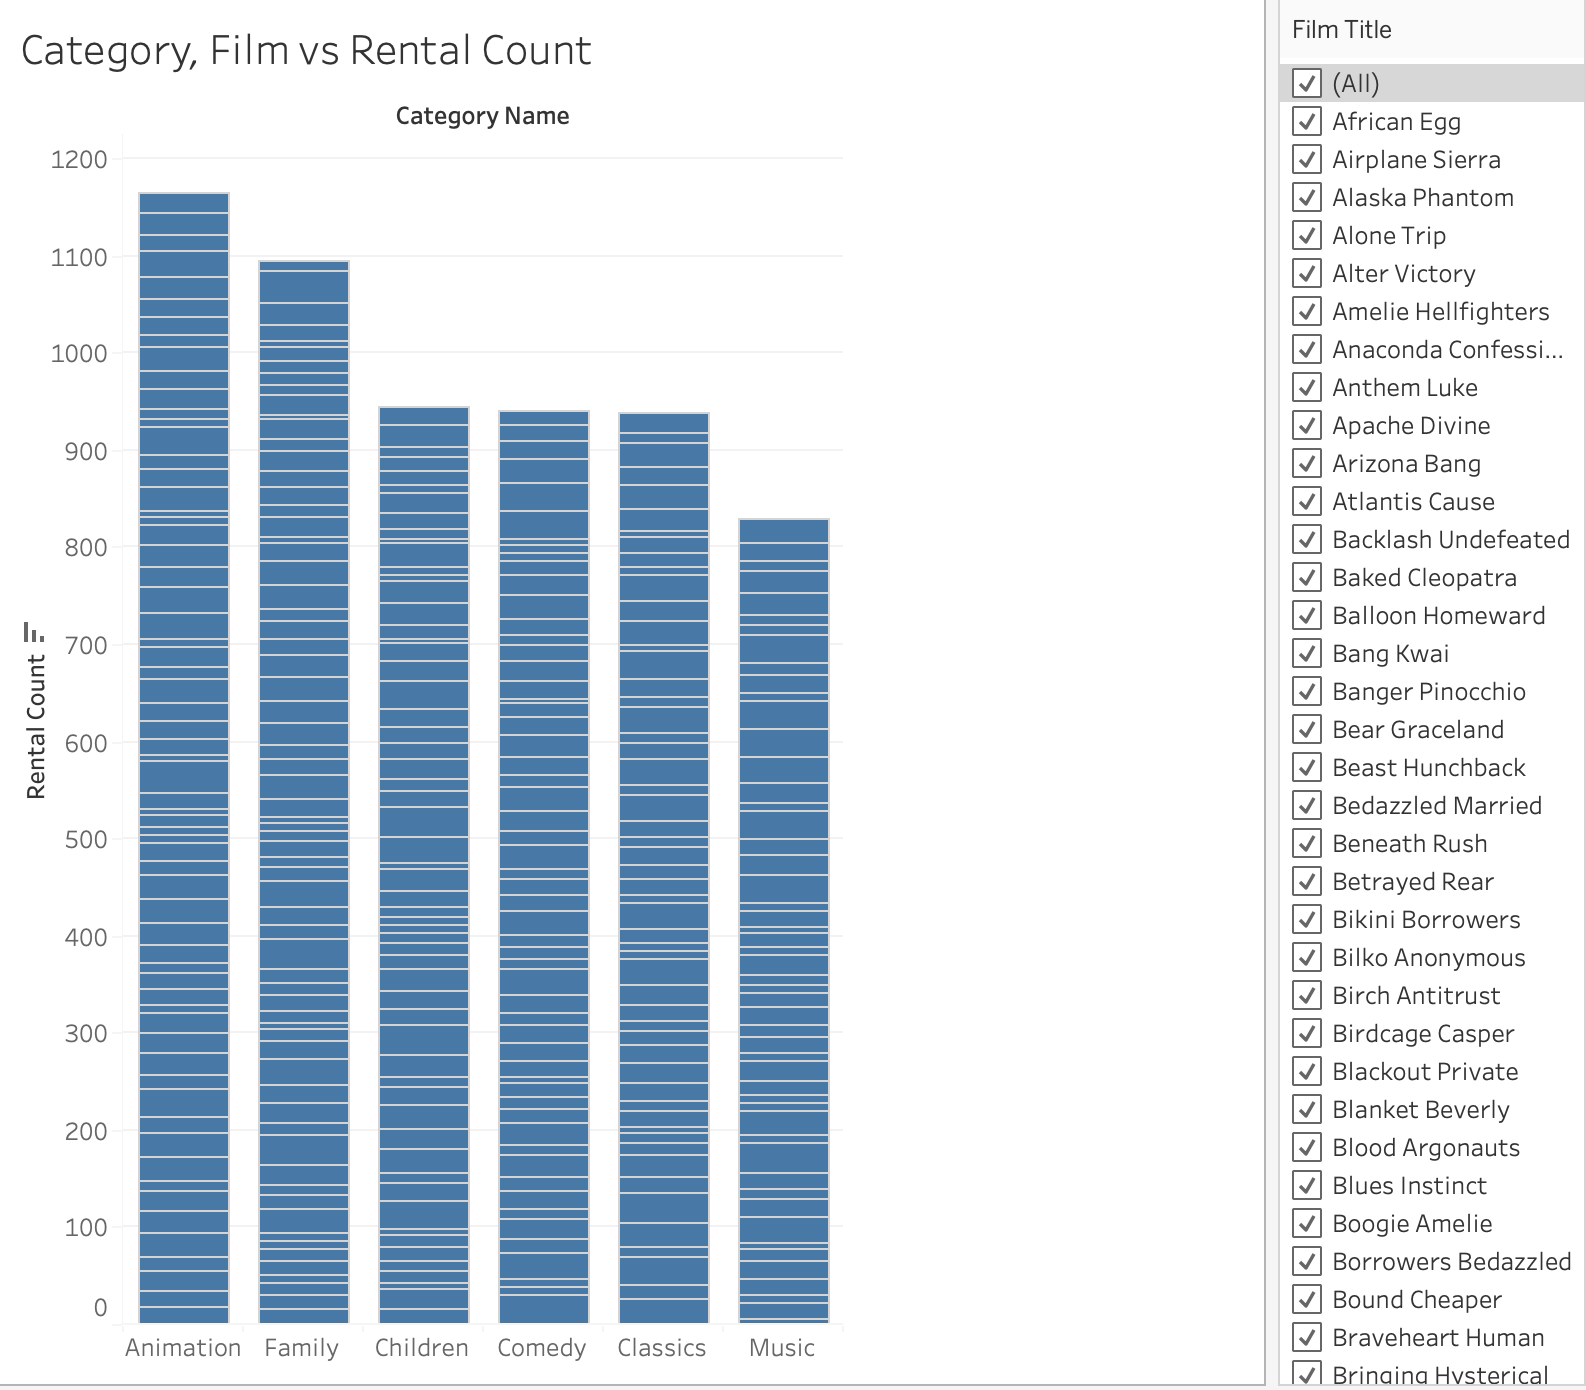 Category, Film vs Rental Count
Category Name
1200
1100
1000
900
800
700
600
500
400
300
200
100
0
Rental Count
Animation
Family
Children
Comedy
Classics
Music
Film Title
(All)
African Egg
Airplane Sierra
Alaska Phantom
Alone Trip
Alter Victory
Amelie Hellfighters
Anaconda Confessi...
Anthem Luke
Apache Divine
Arizona Bang
Atlantis Cause
Backlash Undefeated
Baked Cleopatra
Balloon Homeward
Bang Kwai
Banger Pinocchio
Bear Graceland
Beast Hunchback
Bedazzled Married
Beneath Rush
Betrayed Rear
Bikini Borrowers
Bilko Anonymous
Birch Antitrust
Birdcage Casper
Blackout Private
Blanket Beverly
Blood Argonauts
Blues Instinct
Boogie Amelie
Borrowers Bedazzled
Bound Cheaper
Braveheart Human
Bringing Hysterical